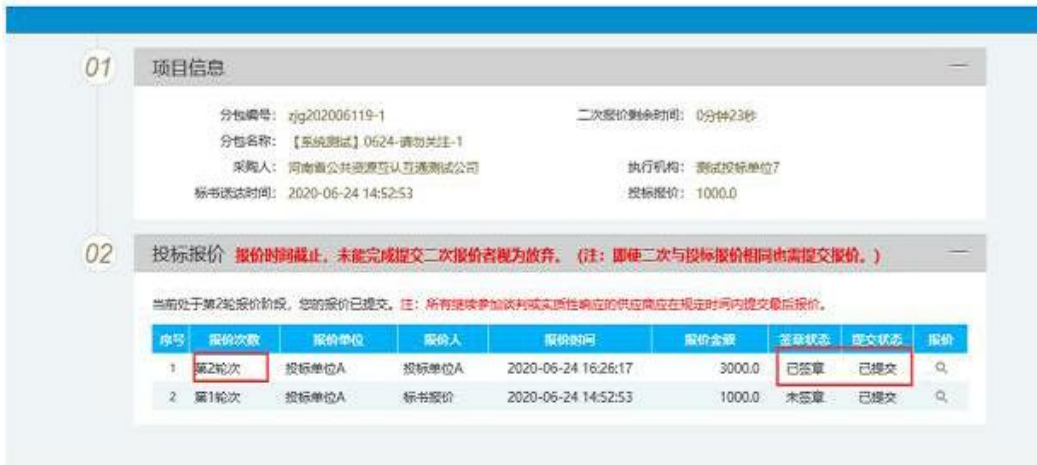 01 项目信息
分包编号: zjg202006119-1 二次报价剩余时间: 0分钟23秒
分包名称: 【系统测试】0624-请勿关注-1
采购人: 河南省公共资源互认互通测试公司 执行机构: 测试投标单位7
标书送达时间: 2020-06-24 14:52:53 投标报价: 1000.0
02 投标报价 报价时间截止，未能完成提交二次报价者视为放弃。（注：即使二次与投标报价相同也需提交报价。）
当前处于第2轮报价阶段，您的报价已提交。注：所有继续参加谈判或实质性响应的供应商应在规定时间内提交最后报价。
序号 报价次数 报价单位 报价人 报价时间 报价金额 签章状态 提交状态 报价
1 第2轮次 投标单位A 投标单位A 2020-06-24 16:26:17 3000.0 已签章 已提交
2 第1轮次 投标单位A 标书报价 2020-06-24 14:52:53 1000.0 未签章 已提交